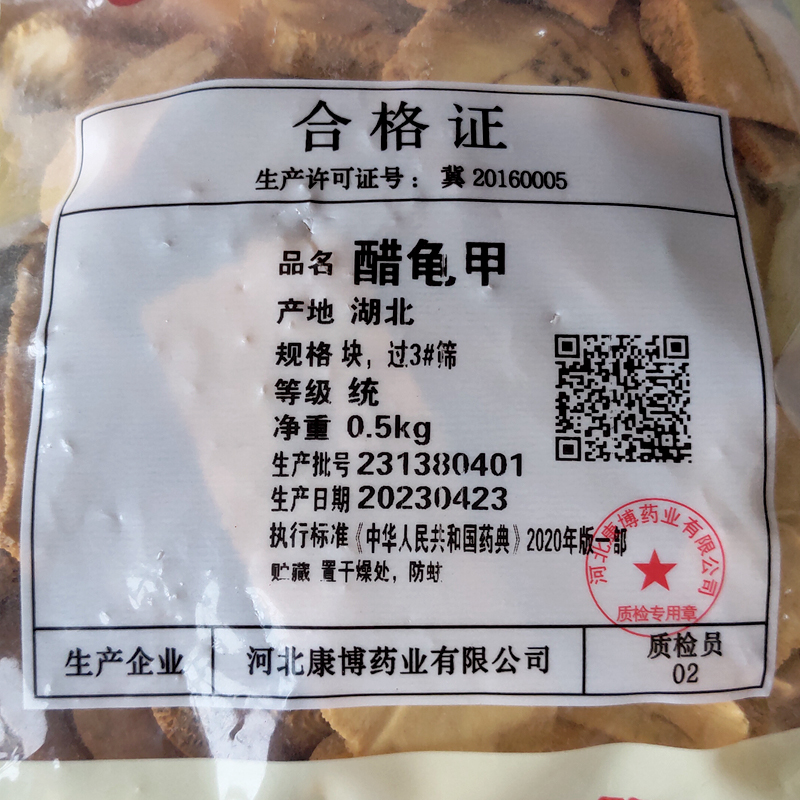 合格证
生产许可证号：冀 20160005
品名 醋龟甲
产地 湖北
规格 块，过3#筛
等级 统
净重 0.5kg
生产批号 231380401
生产日期 20230423
执行标准《中华人民共和国药典》2020年版一部
贮藏 置干燥处，防蛀
河北康博药业有限公司
质检专用章
生产企业 河北康博药业有限公司 质检员
02